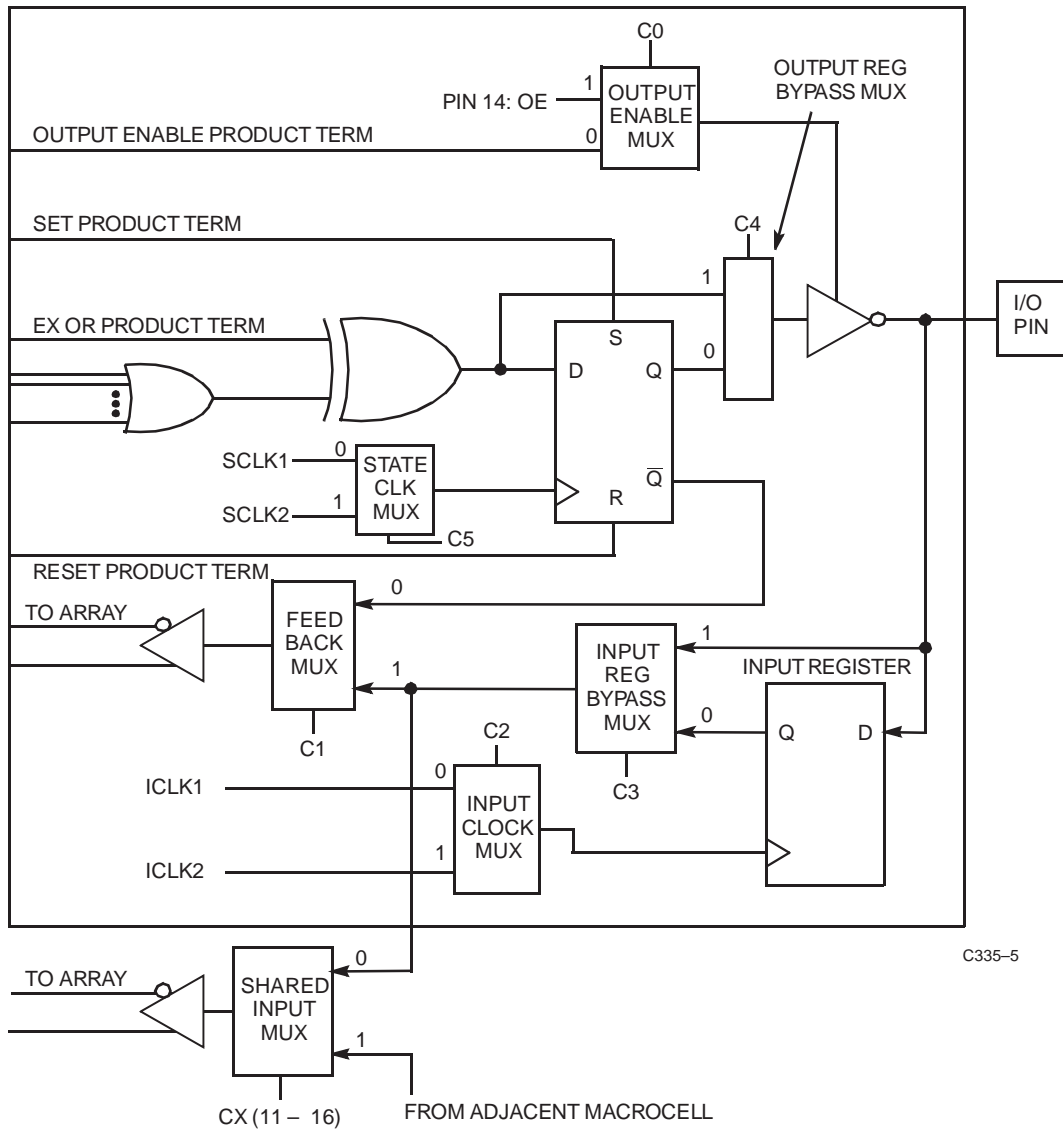 C0
OUTPUT REG
BYPASS MUX
1
PIN 14: OE
OUTPUT
ENABLE
MUX
OUTPUT ENABLE PRODUCT TERM
0
SET PRODUCT TERM
C4
1
I/O
PIN
EX OR PRODUCT TERM
S
D
Q
0
SCLK1
0
STATE
CLK
MUX
Q̅
SCLK2
1
R
C5
RESET PRODUCT TERM
0
TO ARRAY
FEED
BACK
MUX
1
INPUT
REG
BYPASS
MUX
1
INPUT REGISTER
0
Q
D
C1
C2
C3
ICLK1
0
INPUT
CLOCK
MUX
ICLK2
1
C335–5
TO ARRAY
0
SHARED
INPUT
MUX
1
CX (11 – 16)
FROM ADJACENT MACROCELL